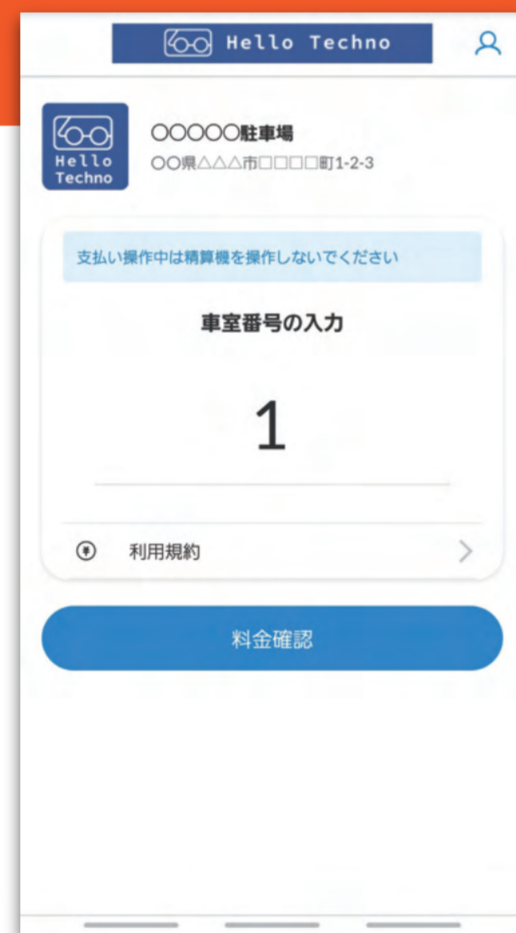 Hello Techno
Hello
Techno
○○○○○駐車場
○○県△△△市□□□□町1-2-3
支払い操作中は精算機を操作しないでください
車室番号の入力
1
利用規約
料金確認